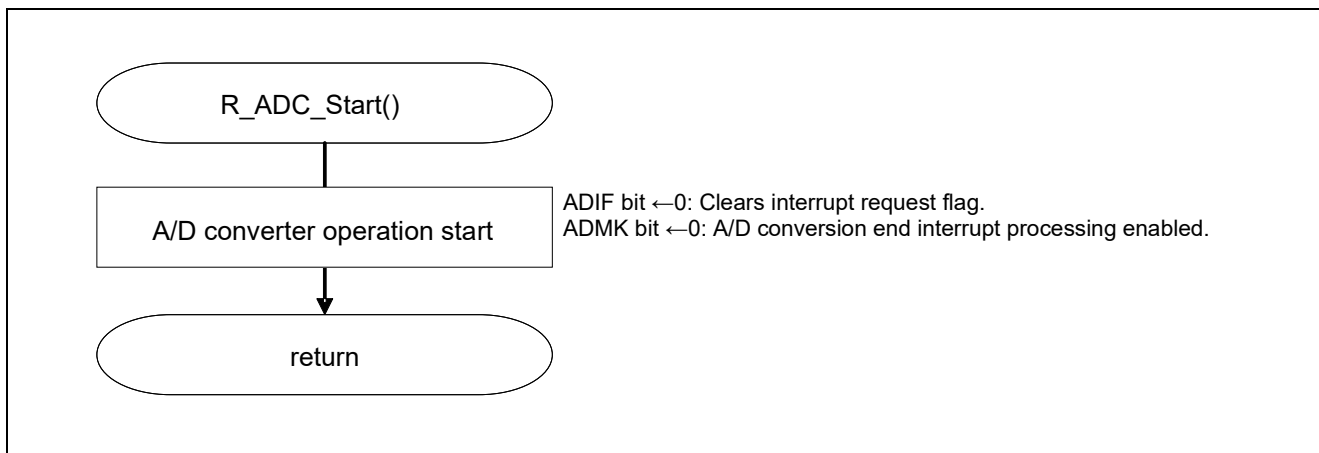 R_ADC_Start()
A/D converter operation start
ADIF bit ←0: Clears interrupt request flag.
ADMK bit ←0: A/D conversion end interrupt processing enabled.
return